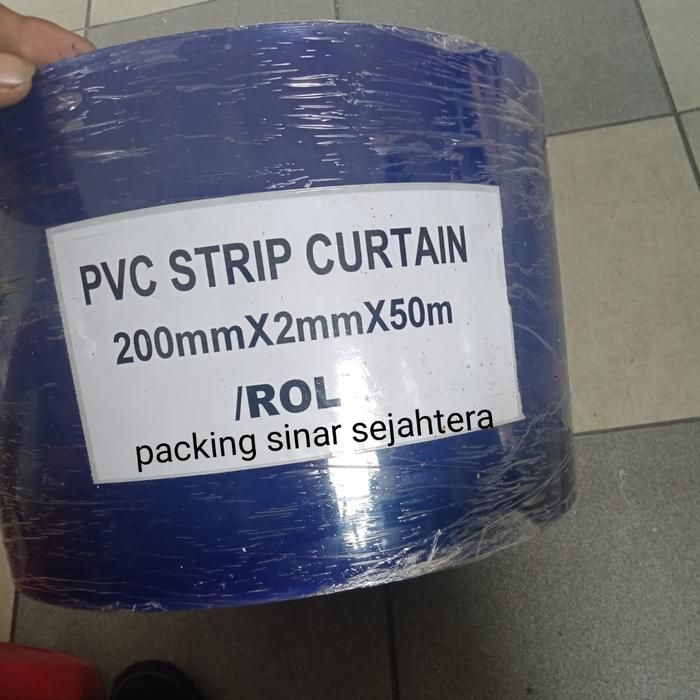 PVC STRIP CURTAIN
200mmX2mmX50m
/ROL
packing sinar sejahtera